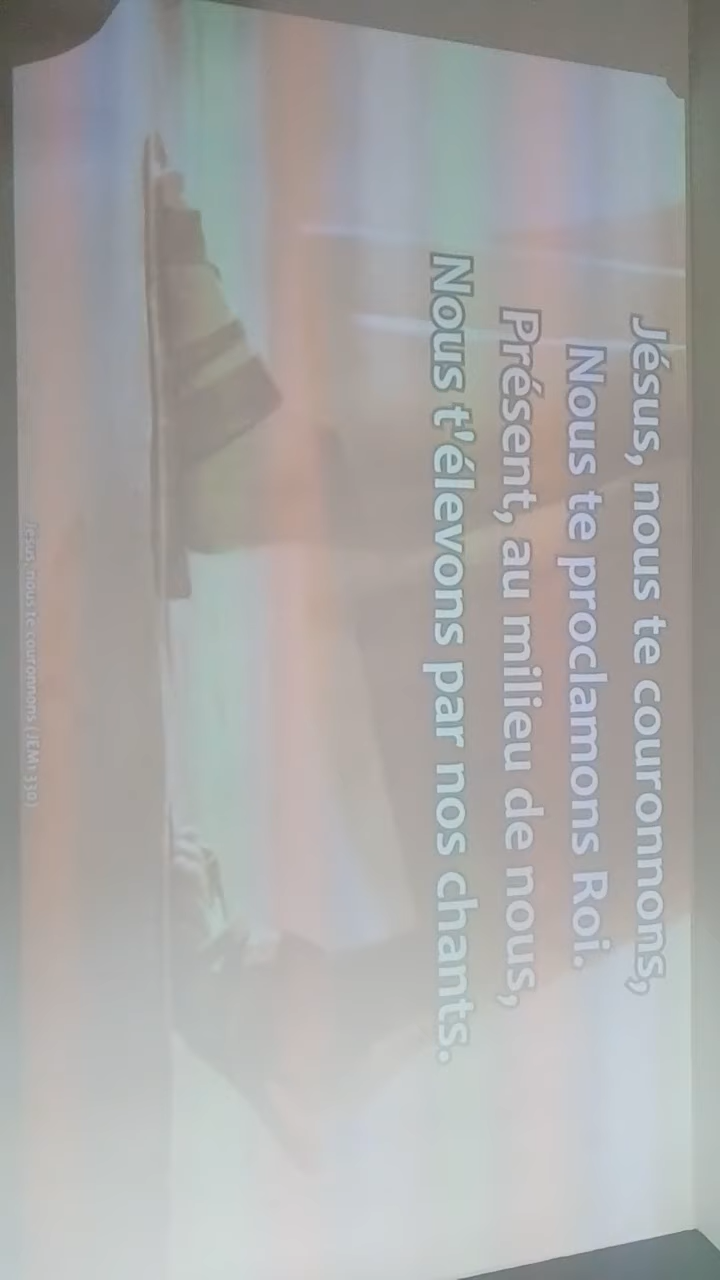 Jésus, nous te couronnons,
Nous te proclamons Roi.
Présent, au milieu de nous,
Nous t'élevons par nos chants.
Jésus, nous te couronnons (JEM1 330)